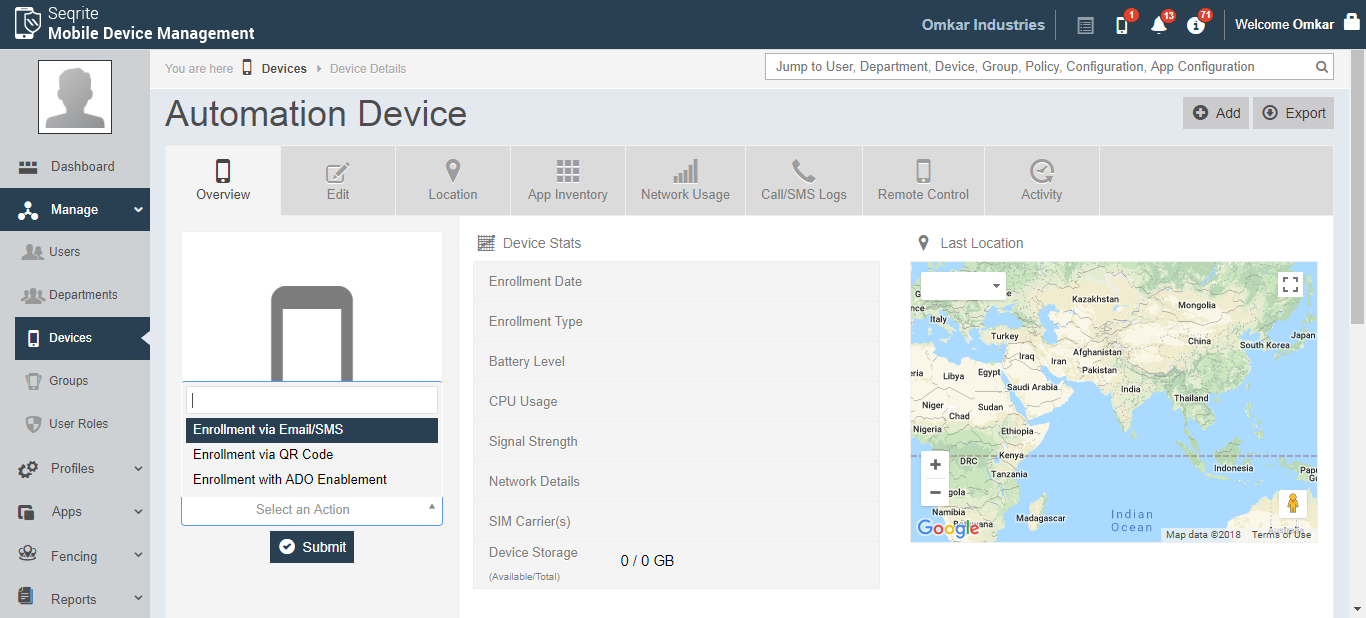 Seqrite
Mobile Device Management
Omkar Industries
1
13
71
Welcome Omkar
You are here Devices Device Details
Jump to User, Department, Device, Group, Policy, Configuration, App Configuration
Automation Device
Add
Export
Dashboard
Manage
Users
Departments
Devices
Groups
User Roles
Profiles
Apps
Fencing
Reports
Overview
Edit
Location
App Inventory
Network Usage
Call/SMS Logs
Remote Control
Activity
Enrollment via Email/SMS
Enrollment via QR Code
Enrollment with ADO Enablement
Select an Action
Submit
Device Stats
Enrollment Date
Enrollment Type
Battery Level
CPU Usage
Signal Strength
Network Details
SIM Carrier(s)
Device Storage
(Available/Total)
0 / 0 GB
Last Location
Kazakhstan
Mongolia
Italy
Turkey
China
Japan
South Korea
Iraq
Iran
Afghanistan
Pakistan
Libya
Egypt
Saudi Arabia
India
Thailand
Niger
Chad
Sudan
Nigeria
Ethiopia
DRC
Kenya
Indonesia
Tanzania
Namibia
Madagascar
Indian
Ocean
Google
Australia
Map data ©2018
Terms of Use